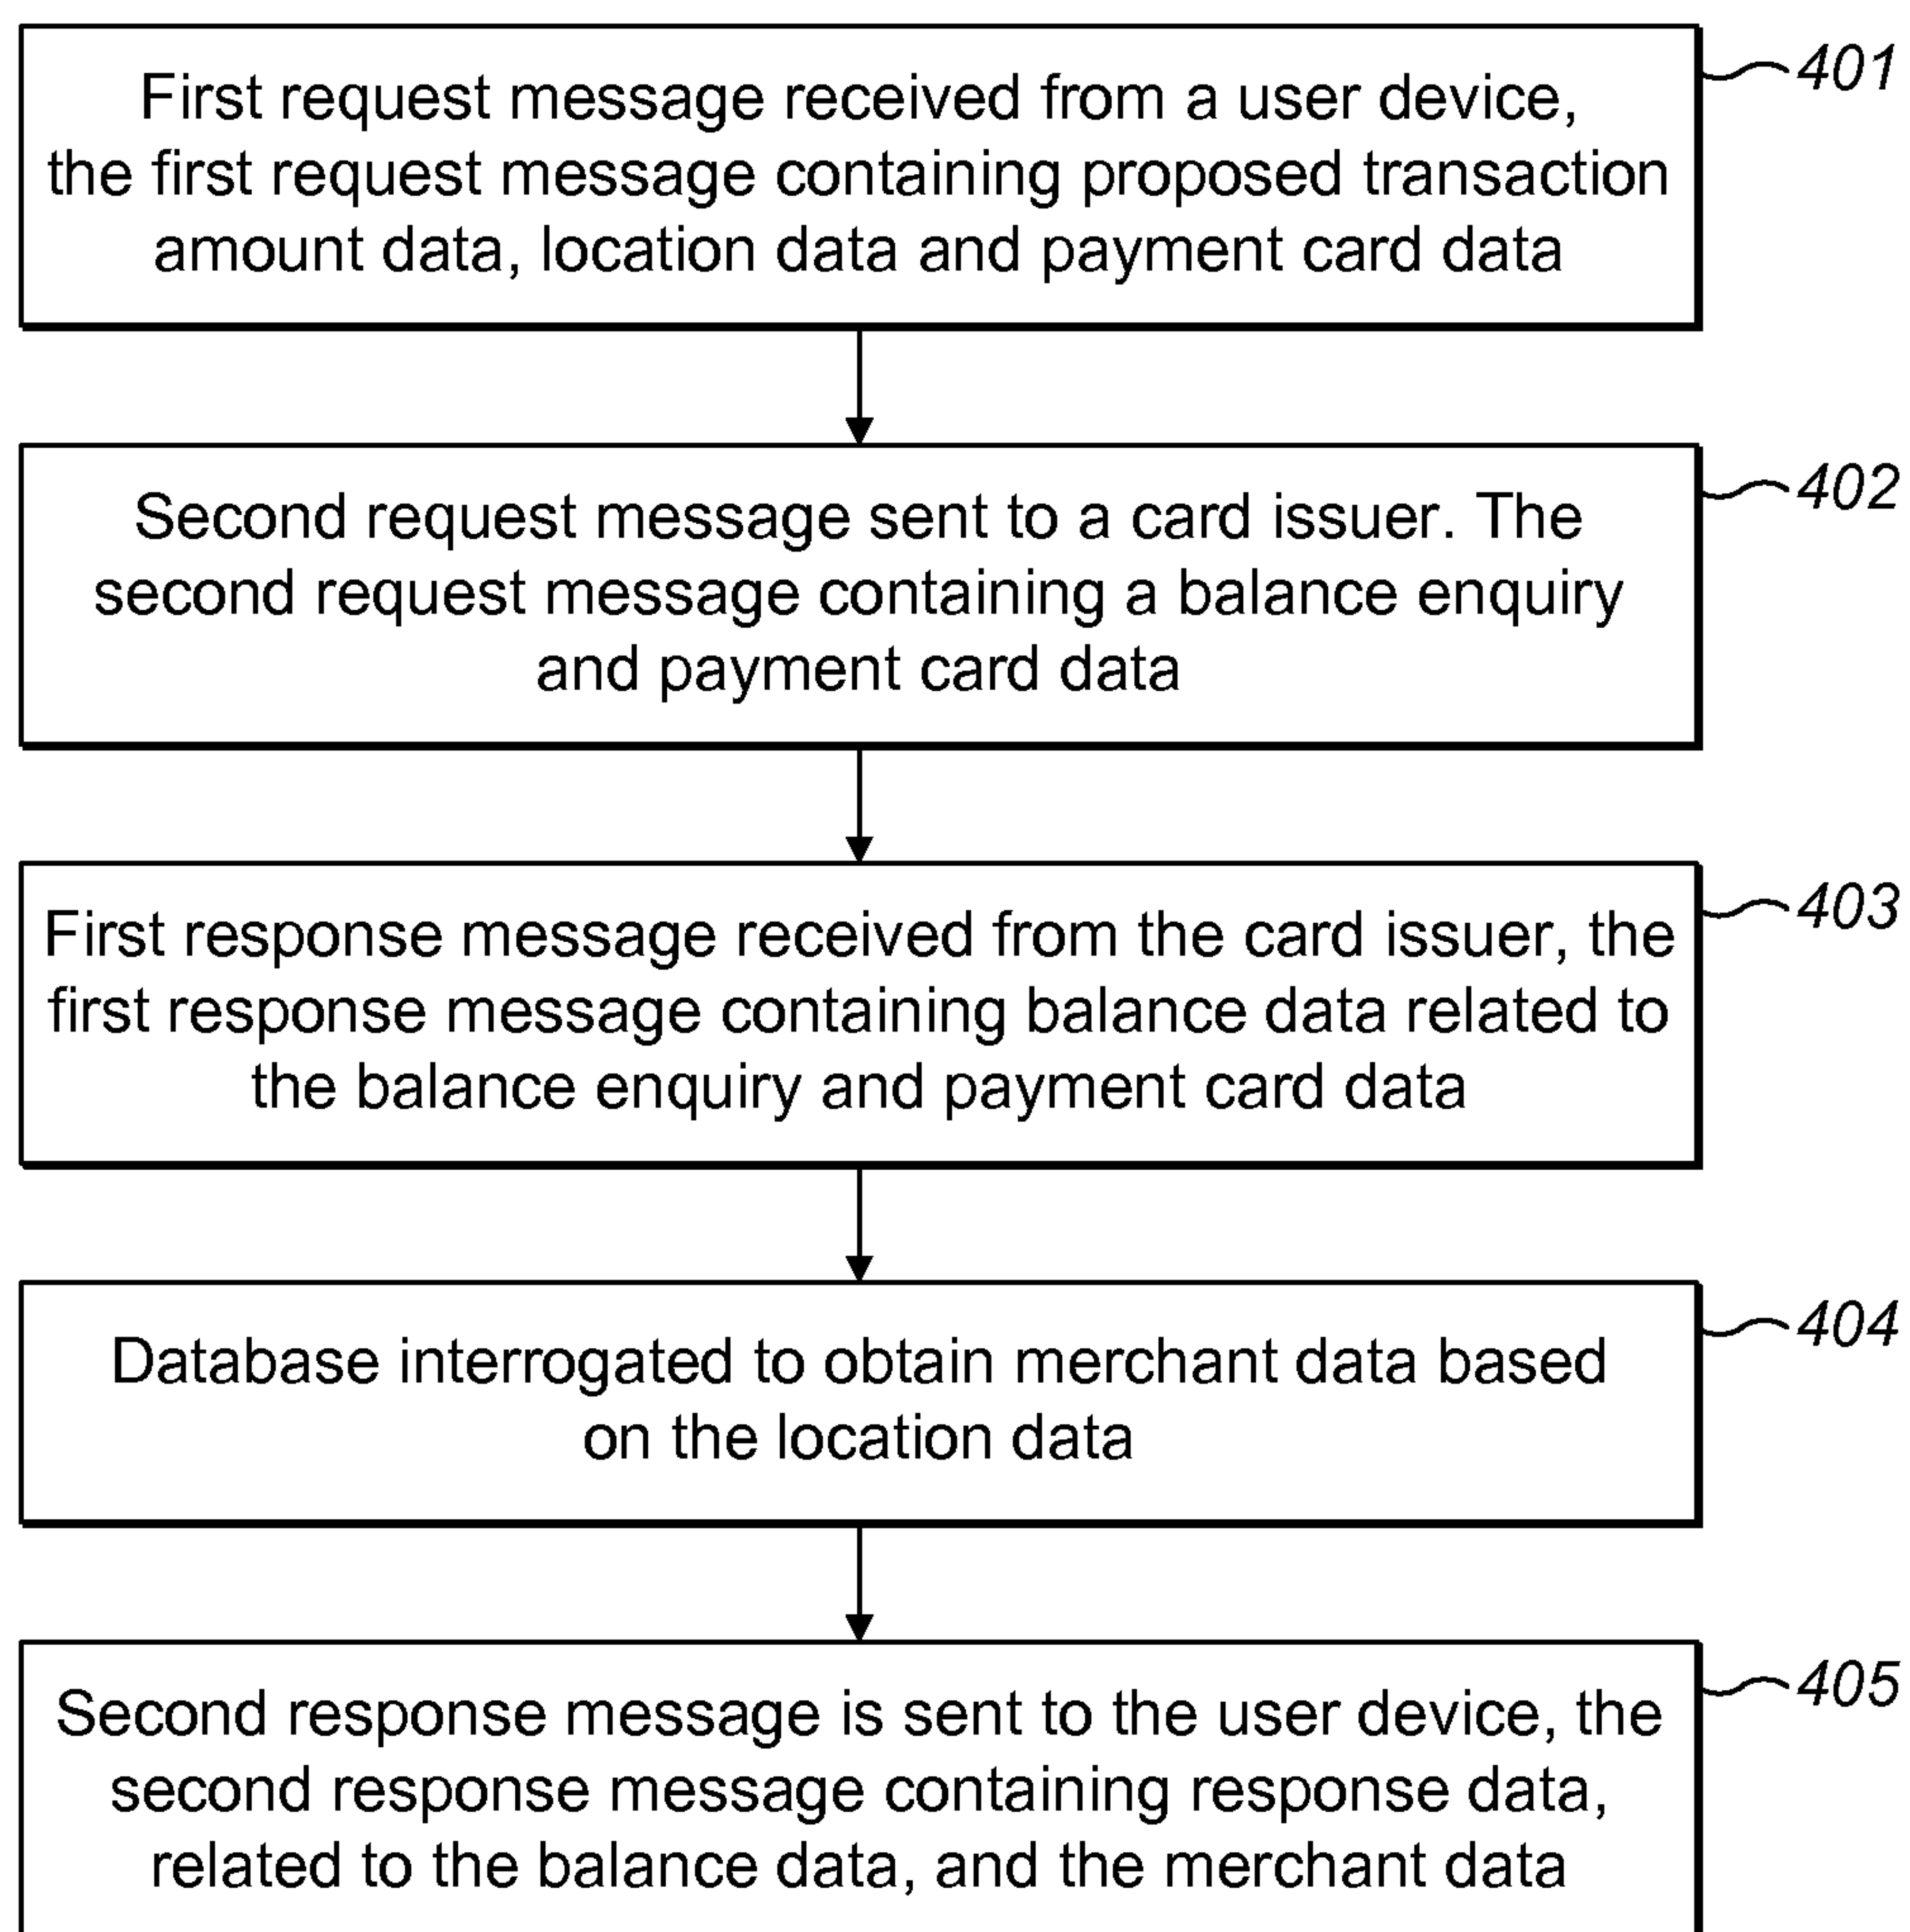 First request message received from a user device,
the first request message containing proposed transaction
amount data, location data and payment card data
401
Second request message sent to a card issuer. The
second request message containing a balance enquiry
and payment card data
402
First response message received from the card issuer, the
first response message containing balance data related to
the balance enquiry and payment card data
403
Database interrogated to obtain merchant data based
on the location data
404
Second response message is sent to the user device, the
second response message containing response data,
related to the balance data, and the merchant data
405